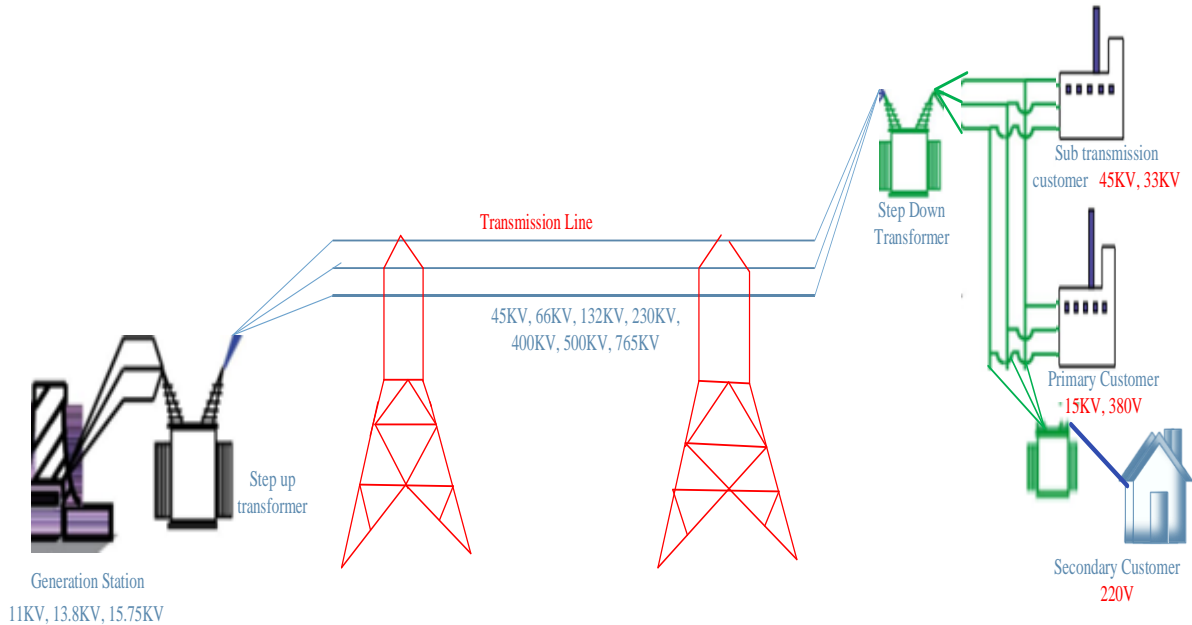 Sub transmission
customer 45KV, 33KV
Step Down
Transformer
Transmission Line
45KV, 66KV, 132KV, 230KV,
400KV, 500KV, 765KV
Primary Customer
15KV, 380V
Step up
transformer
Generation Station
11KV, 13.8KV, 15.75KV
Secondary Customer
220V